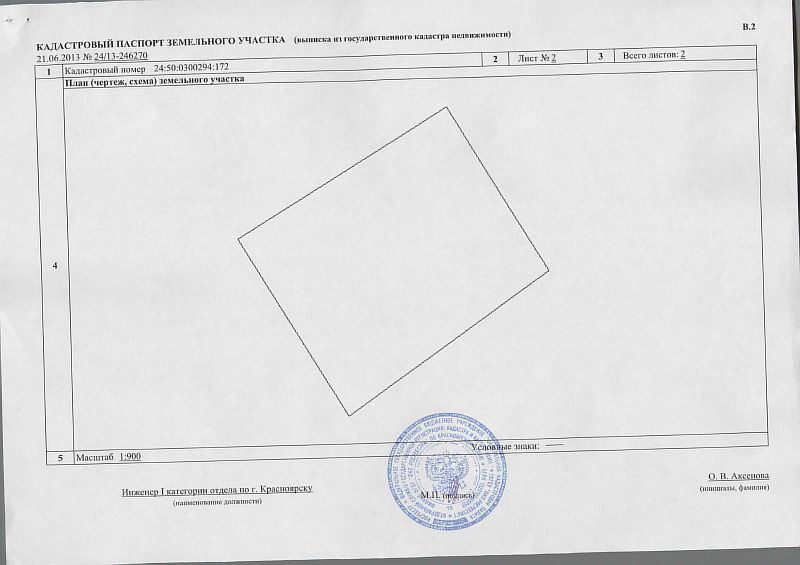 В.2
КАДАСТРОВЫЙ ПАСПОРТ ЗЕМЕЛЬНОГО УЧАСТКА (выписка из государственного кадастра недвижимости)
21.06.2013 № 24/13-246270
1 Кадастровый номер 24:50:0300294:172 2 Лист № 2 3 Всего листов: 2
План (чертеж, схема) земельного участка
4
Условные знаки:
5 Масштаб 1:900
Инженер I категории отдела по г. Красноярску
(наименование должности)
М.П. (подпись)
О. В. Аксенова
(инициалы, фамилия)